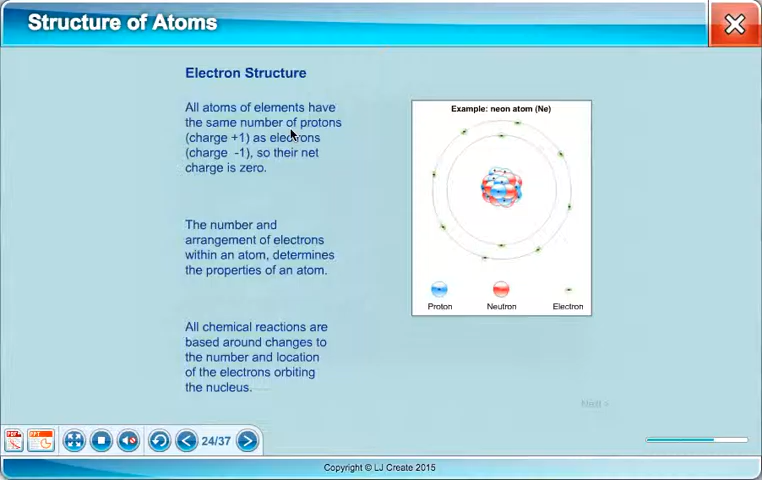 Structure of Atoms
Electron Structure
All atoms of elements have
the same number of protons
(charge +1) as electrons
(charge -1), so their net
charge is zero.
The number and
arrangement of electrons
within an atom, determines
the properties of an atom.
All chemical reactions are
based around changes to
the number and location
of the electrons orbiting
the nucleus.
Example: neon atom (Ne)
Proton
Neutron
Electron
Next >
PDF
PPT
24/37
Copyright © LJ Create 2015